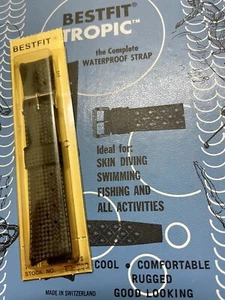 BESTFIT®
TROPIC™
the Complete
WATERPROOF STRAP
BESTFIT
Ideal for:
SKIN DIVING
SWIMMING
FISHING AND
ALL ACTIVITIES
STOCK NO.
COOL • COMFORTABLE
RUGGED
MADE IN SWITZERLAND
GOOD LOOKING